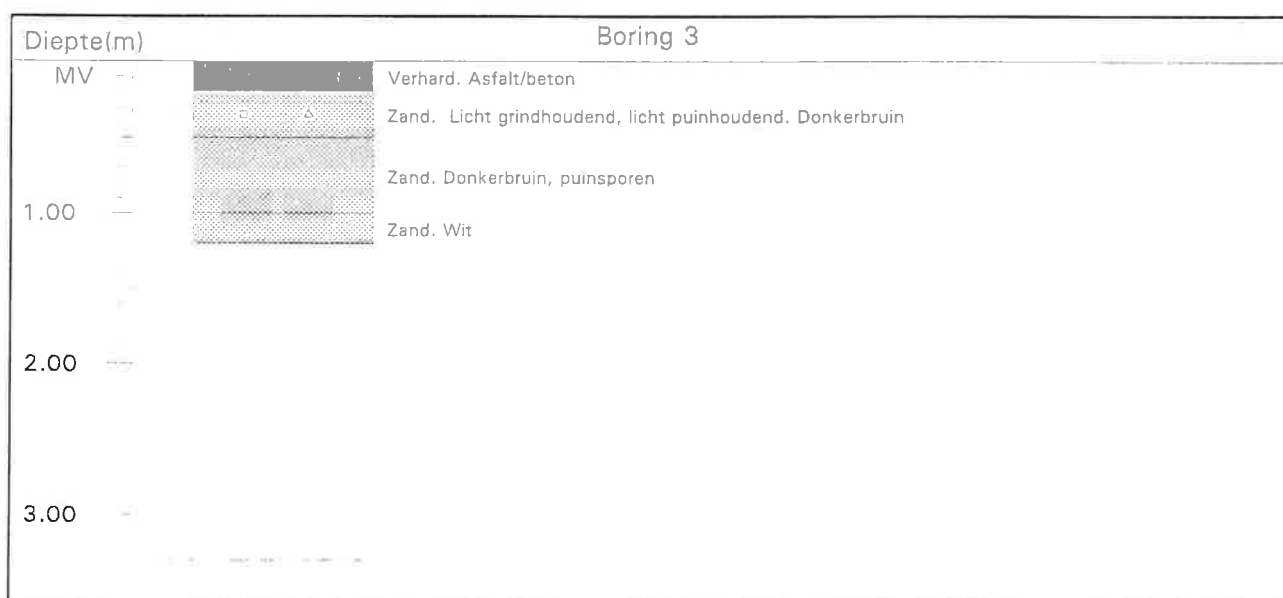 Diepte(m) Boring 3
MV Verhard. Asfalt/beton
Zand. Licht grindhoudend, licht puinhoudend. Donkerbruin
Zand. Donkerbruin, puinsporen
1.00
Zand. Wit
2.00
3.00